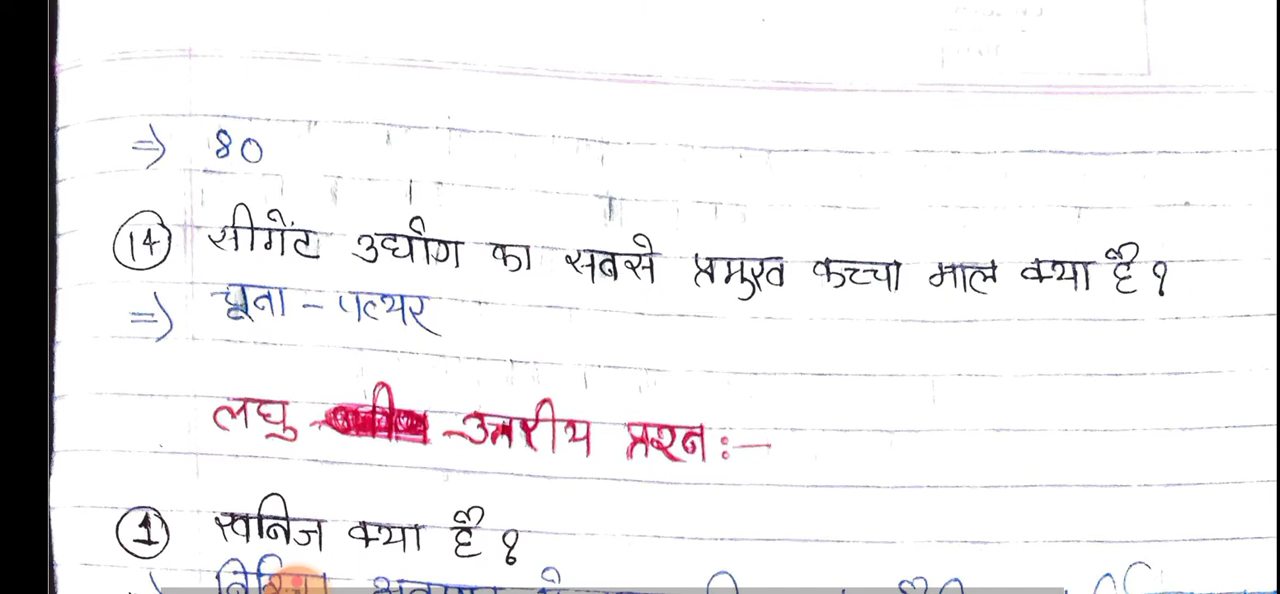 ⇒ 80
14 सीमेंट उद्योग का सबसे प्रमुख कच्चा माल क्या है?
⇒ चूना - पत्थर
लघु - उत्तरीय प्रश्न :-
1 खनिज क्या है?